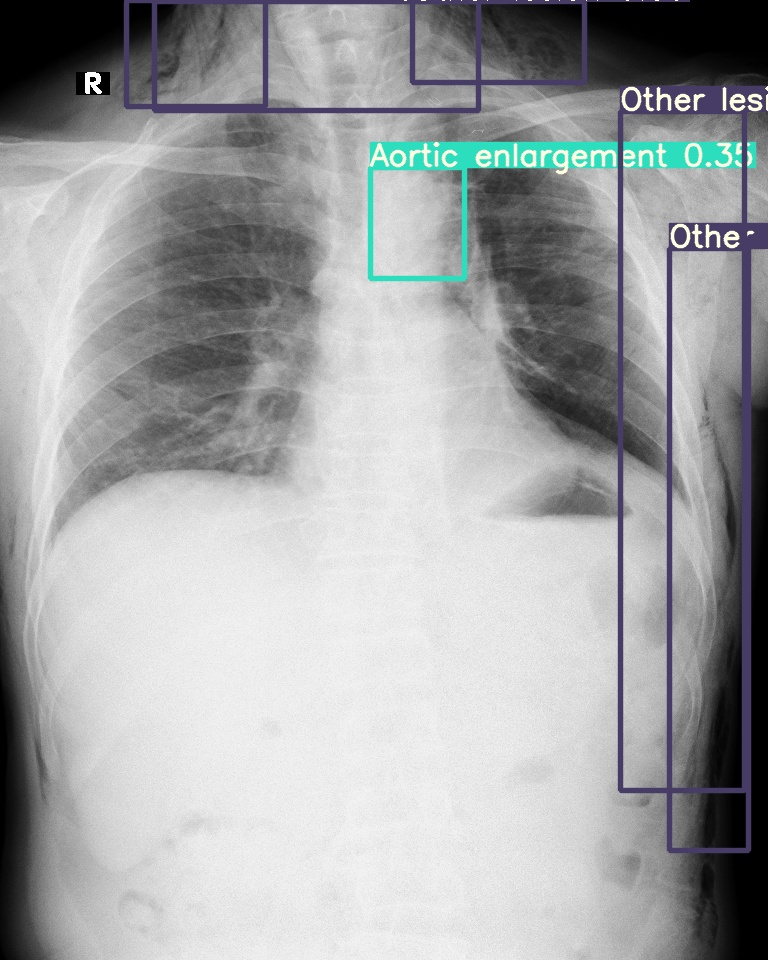 R
Other lesi
Aortic enlargement 0.35
Othe